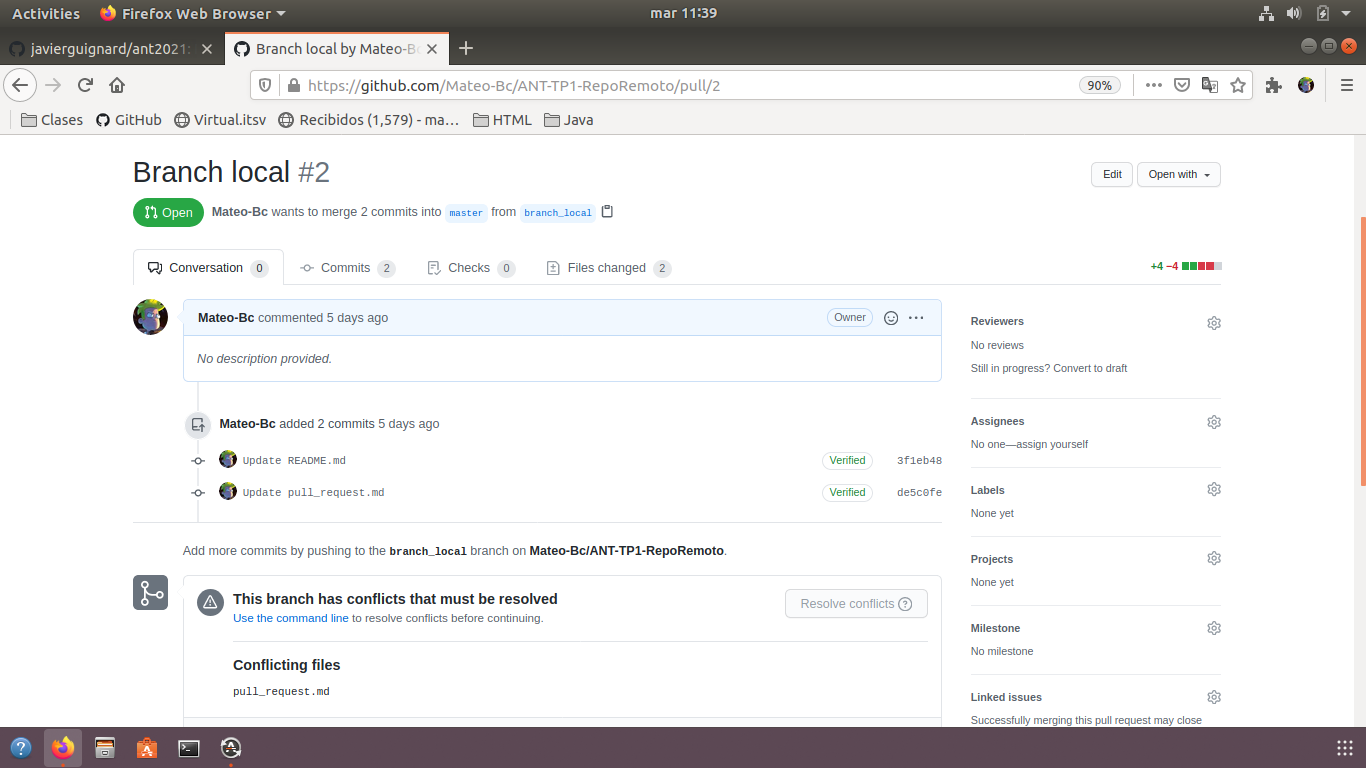 Activities Firefox Web Browser mar 11:39
javierguignard/ant2021: Branch local by Mateo-Bc
https://github.com/Mateo-Bc/ANT-TP1-RepoRemoto/pull/2 90%
Clases GitHub Virtual.itsv Recibidos (1,579) - ma… HTML Java
Branch local #2
Edit Open with
Open Mateo-Bc wants to merge 2 commits into master from branch_local
Conversation 0 Commits 2 Checks 0 Files changed 2 +4 −4
Mateo-Bc commented 5 days ago Owner
No description provided.
Mateo-Bc added 2 commits 5 days ago
Update README.md Verified 3f1eb48
Update pull_request.md Verified de5c0fe
Add more commits by pushing to the branch_local branch on Mateo-Bc/ANT-TP1-RepoRemoto.
This branch has conflicts that must be resolved
Use the command line to resolve conflicts before continuing.
Resolve conflicts ?
Conflicting files
pull_request.md
Reviewers
No reviews
Still in progress? Convert to draft
Assignees
No one—assign yourself
Labels
None yet
Projects
None yet
Milestone
No milestone
Linked issues
Successfully merging this pull request may close